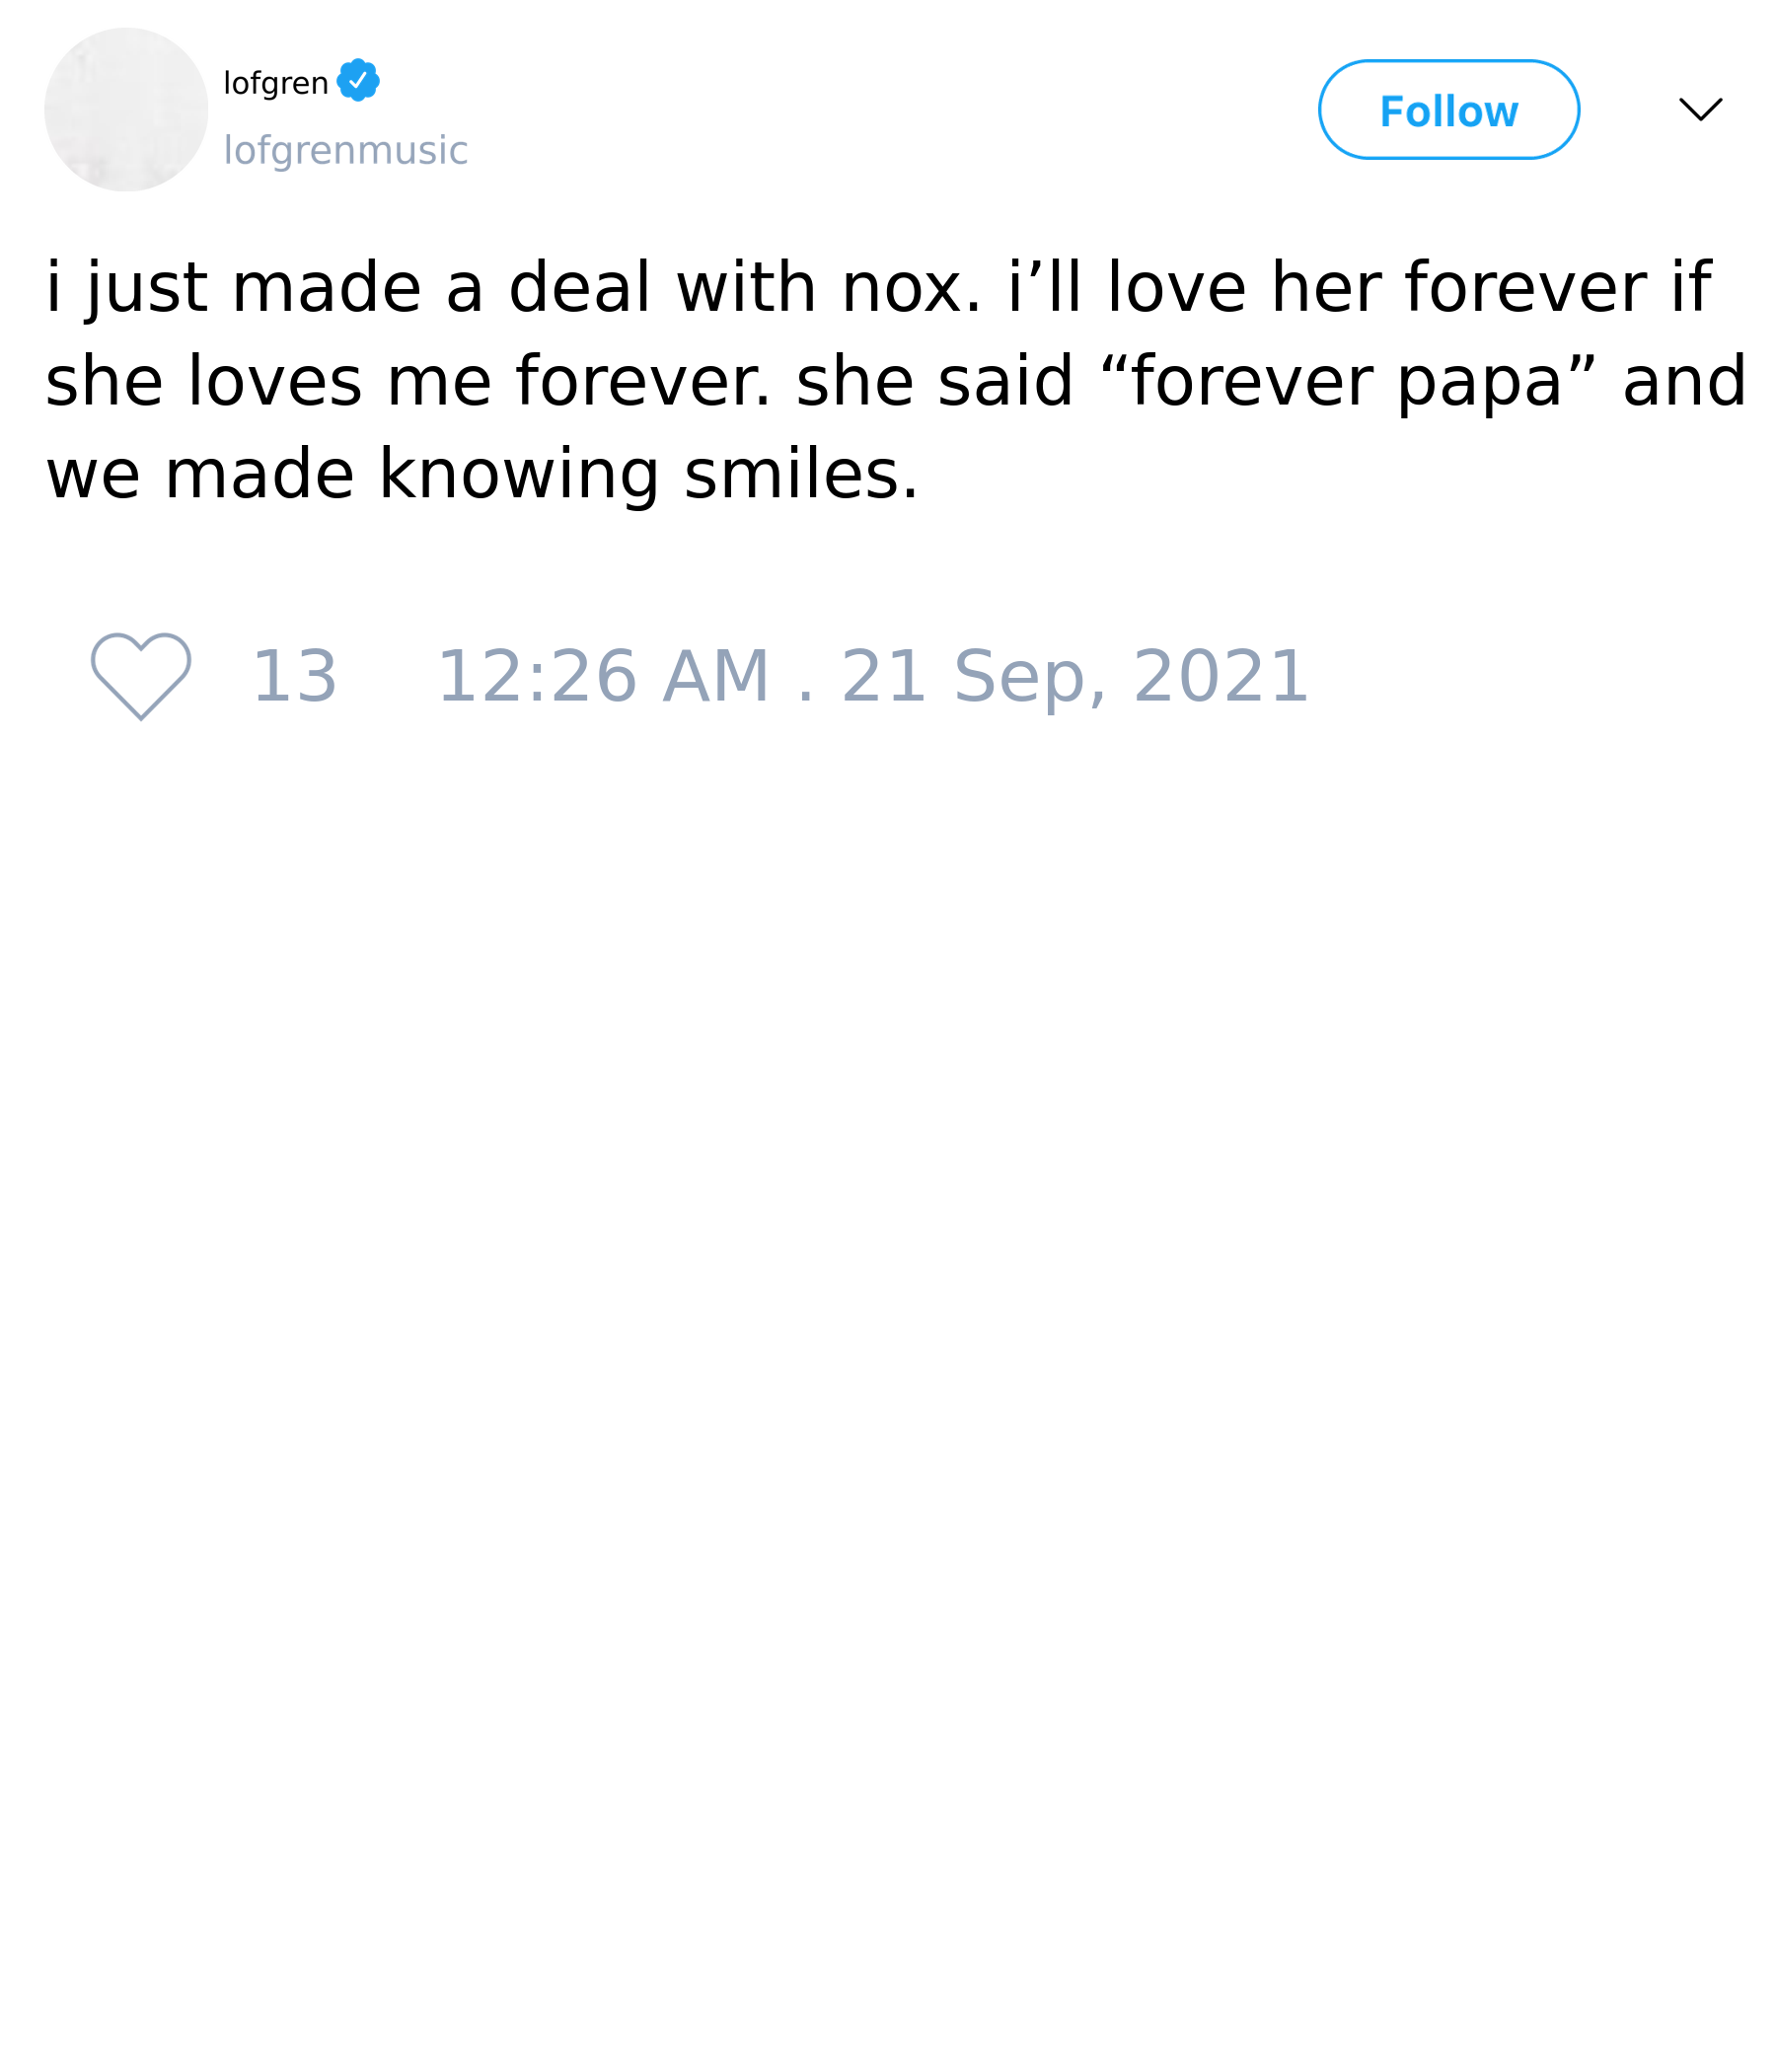 lofgren
lofgrenmusic
Follow
i just made a deal with nox. i’ll love her forever if
she loves me forever. she said “forever papa” and
we made knowing smiles.
13 12:26 AM . 21 Sep, 2021